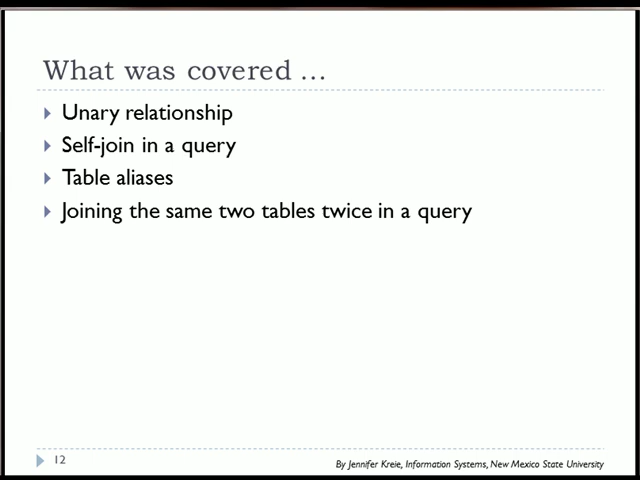 What was covered ...
Unary relationship
Self-join in a query
Table aliases
Joining the same two tables twice in a query
12
By Jennifer Kreie, Information Systems, New Mexico State University